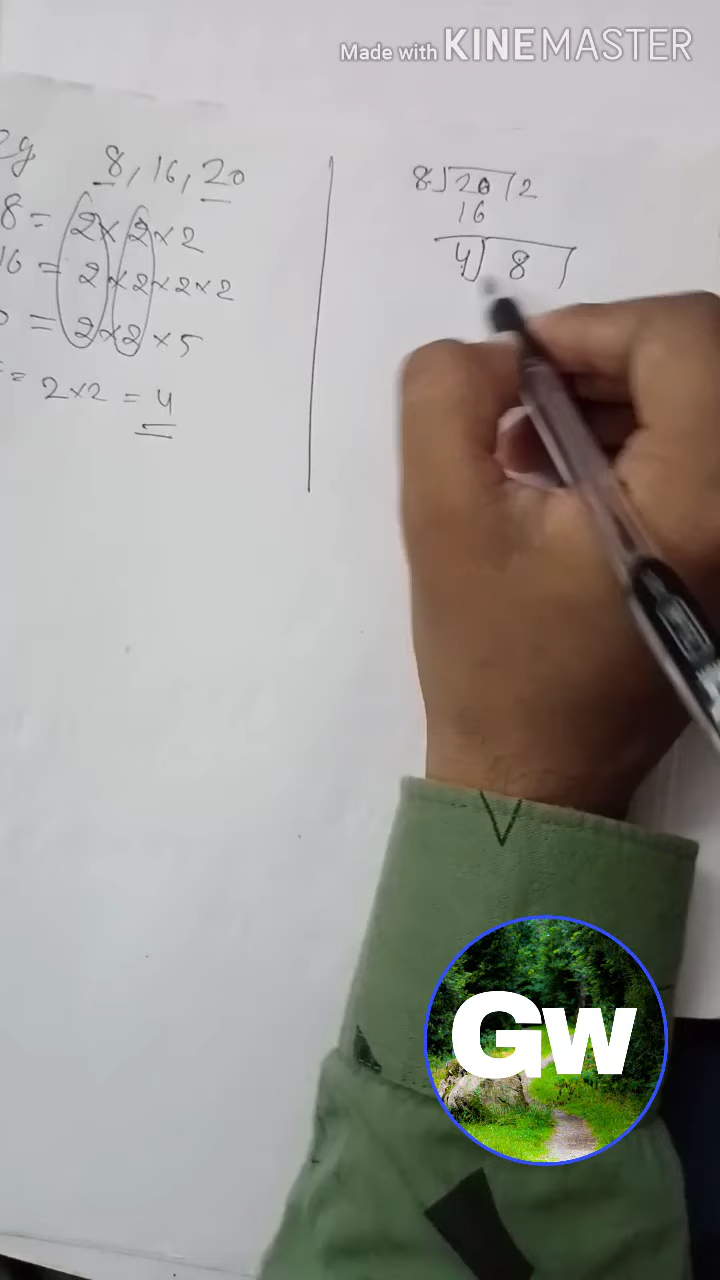 Made with KINEMASTER
eg 8, 16, 20
8 = 2 × 2 × 2
16 = 2 × 2 × 2 × 2
= 2 × 2 × 5
= 2 × 2 = 4
8 ) 20 ( 2
16
4 ) 8 (
GW